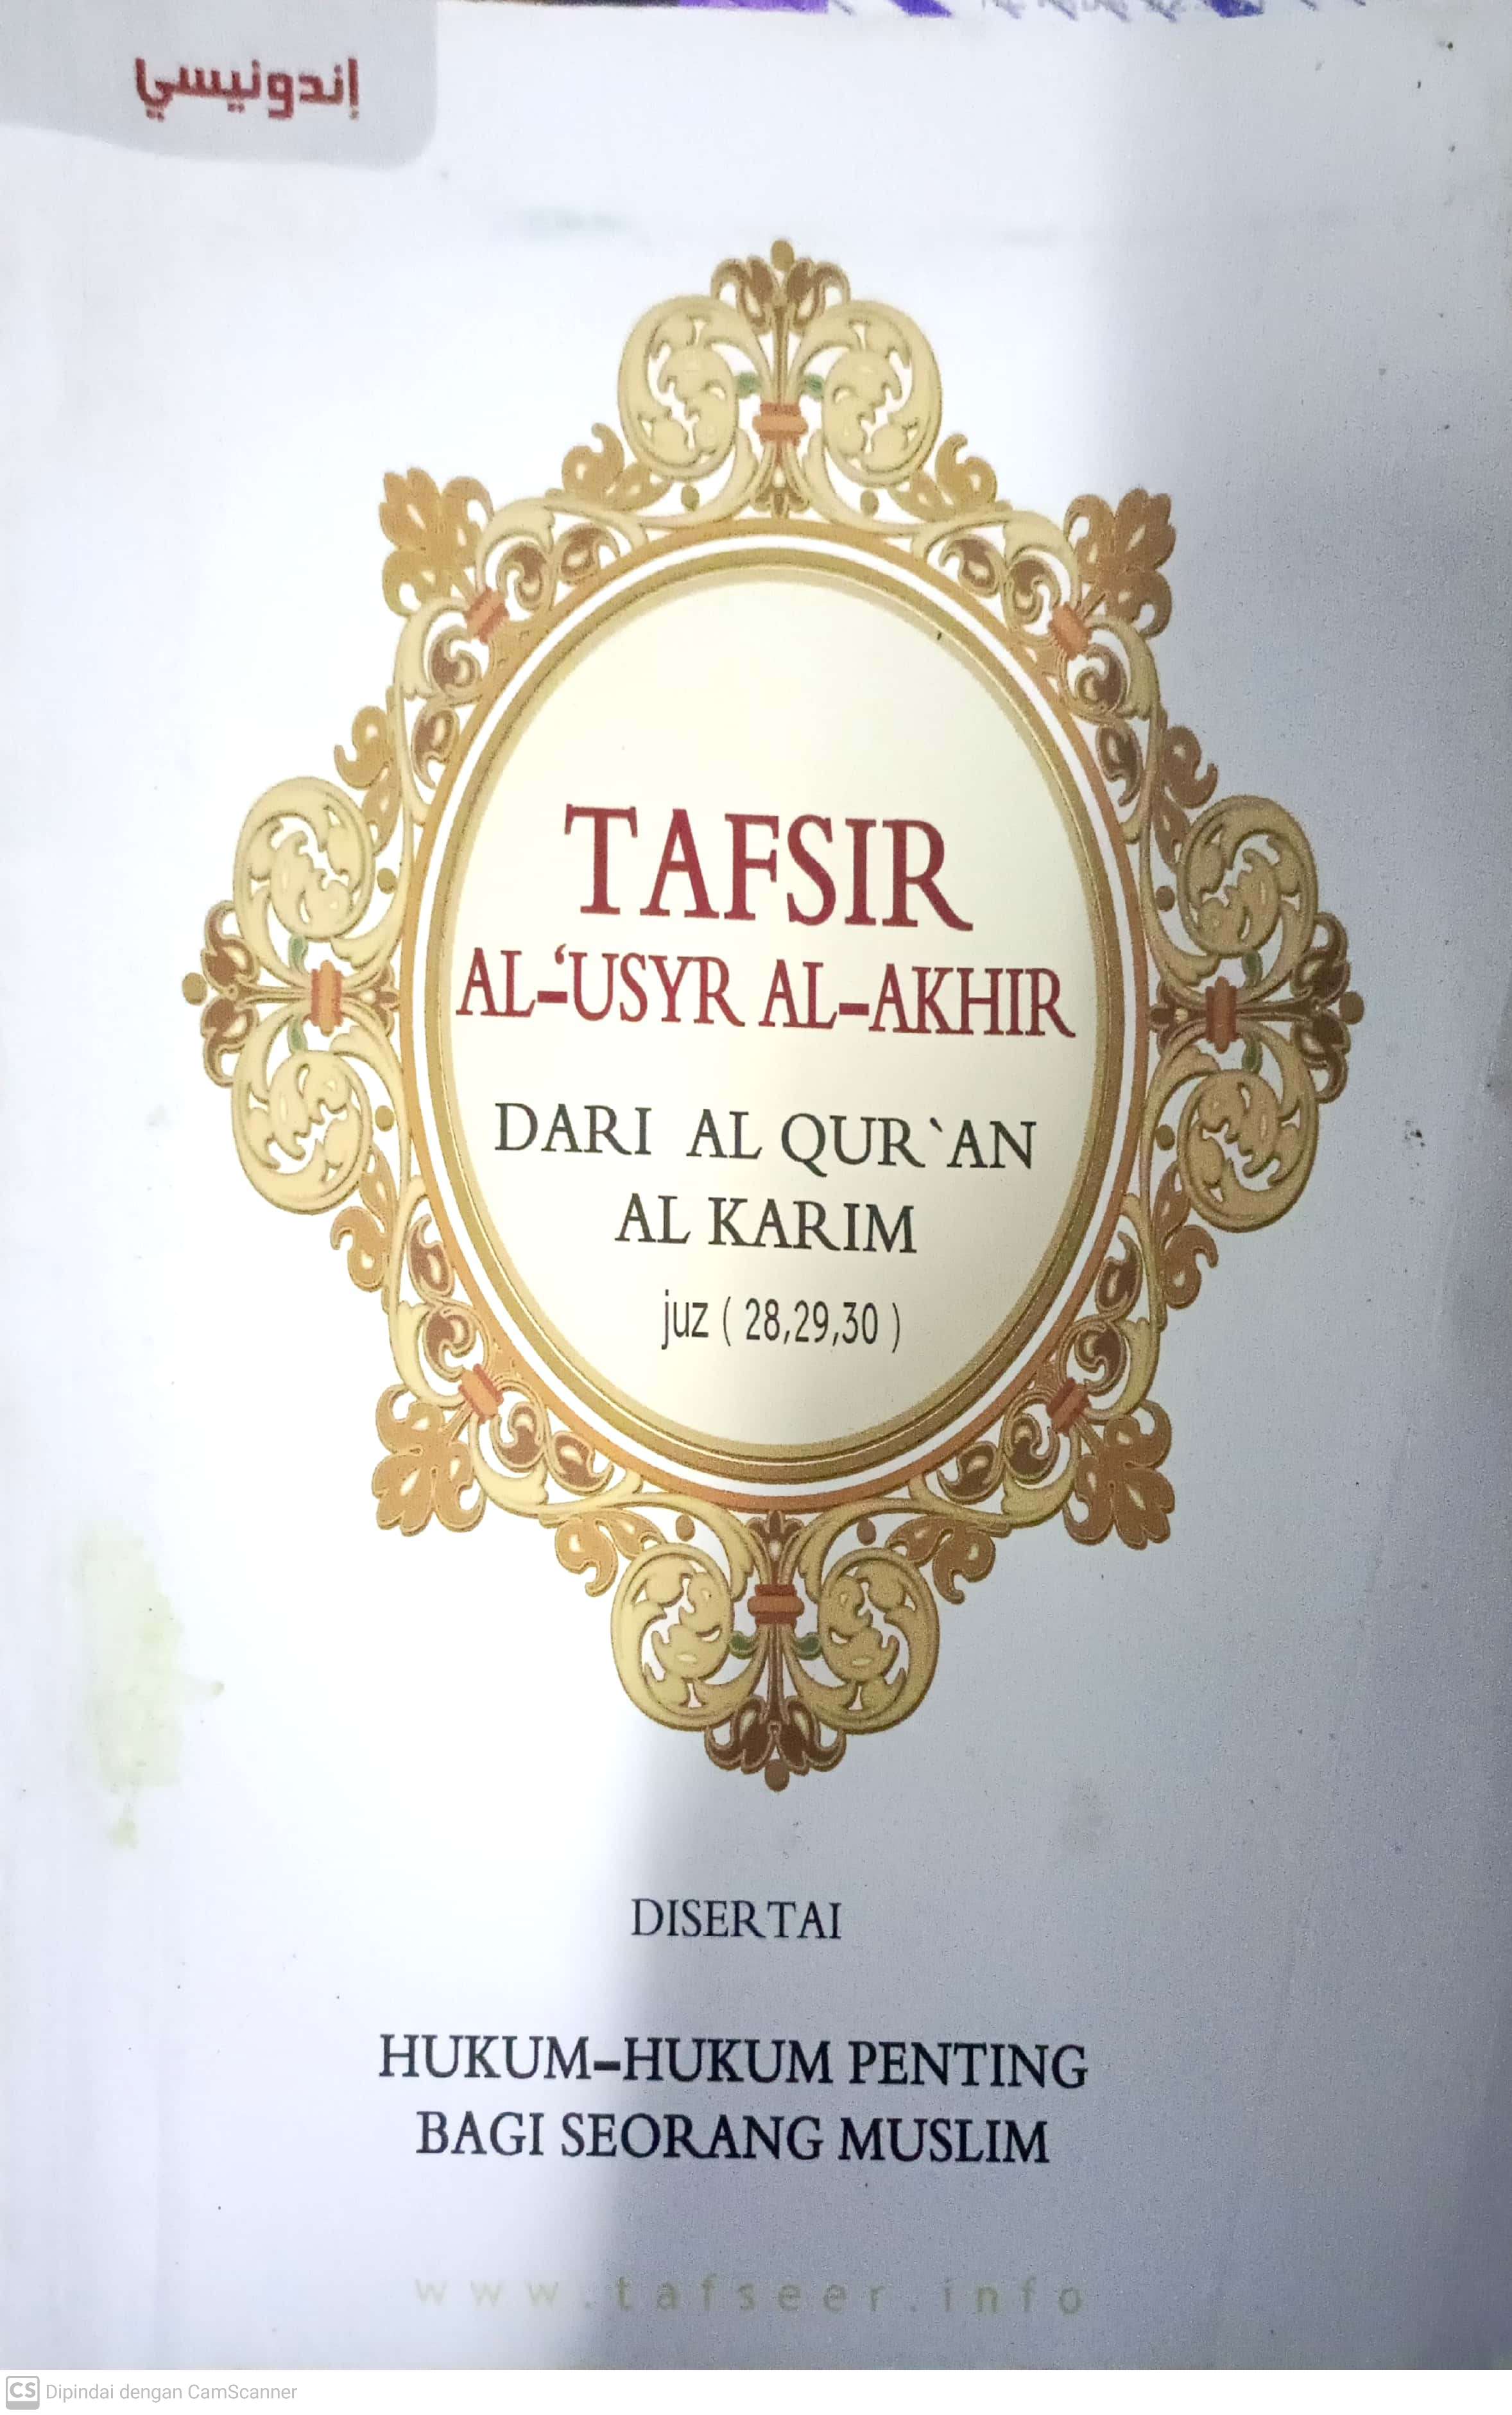 إندونيسي
TAFSIR
AL-‘USYR AL-AKHIR
DARI AL QUR`AN
AL KARIM
juz ( 28,29,30 )
DISERTAI
HUKUM-HUKUM PENTING
BAGI SEORANG MUSLIM
www.tafseer.info
CS Dipindai dengan CamScanner